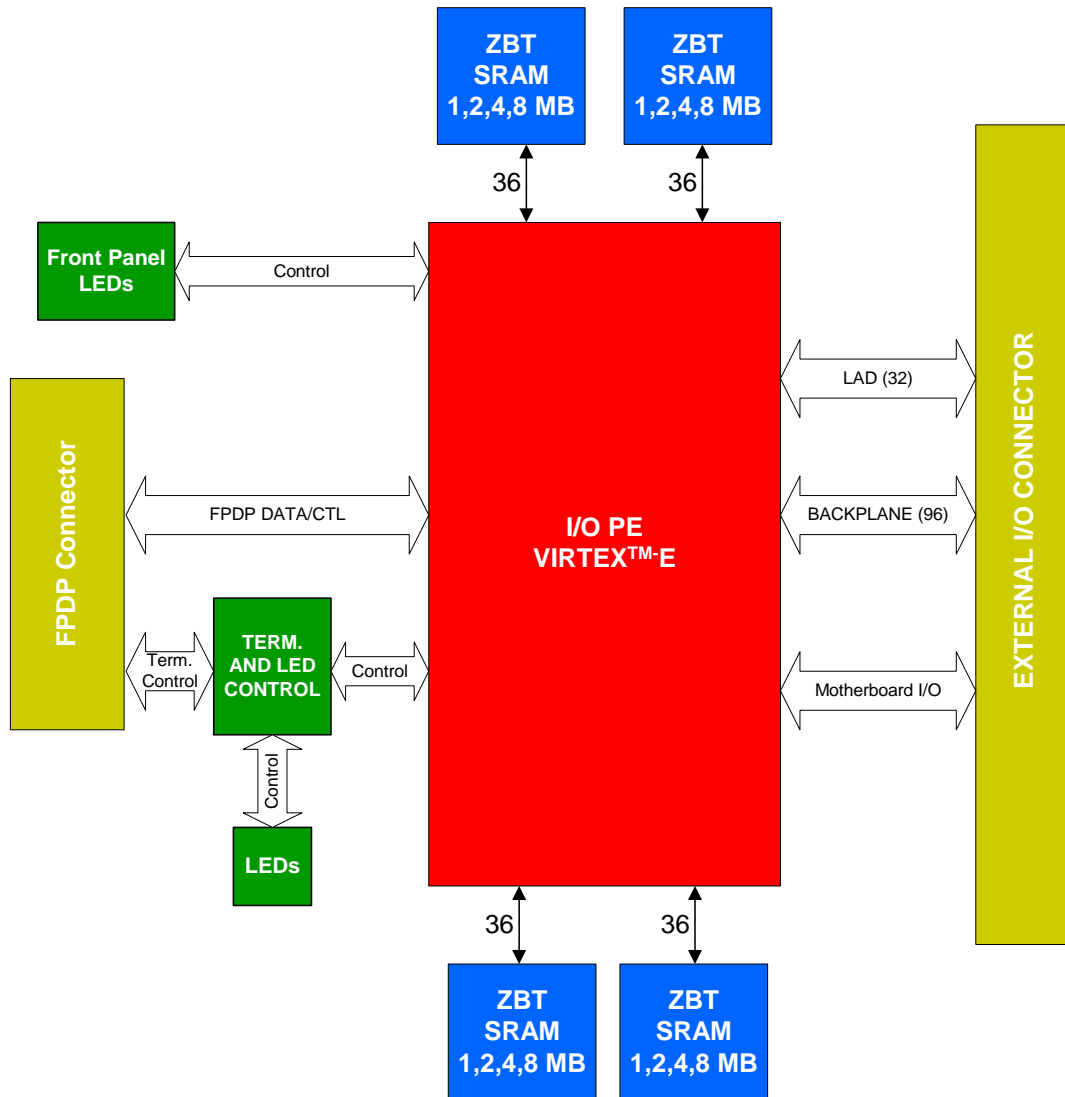 ZBT
SRAM
1,2,4,8 MB
ZBT
SRAM
1,2,4,8 MB
36
36
Front Panel
LEDs
Control
LAD (32)
FPDP Connector
FPDP DATA/CTL
I/O PE
VIRTEX™-E
BACKPLANE (96)
EXTERNAL I/O CONNECTOR
Term.
Control
TERM.
AND LED
CONTROL
Control
Motherboard I/O
Control
LEDs
36
36
ZBT
SRAM
1,2,4,8 MB
ZBT
SRAM
1,2,4,8 MB